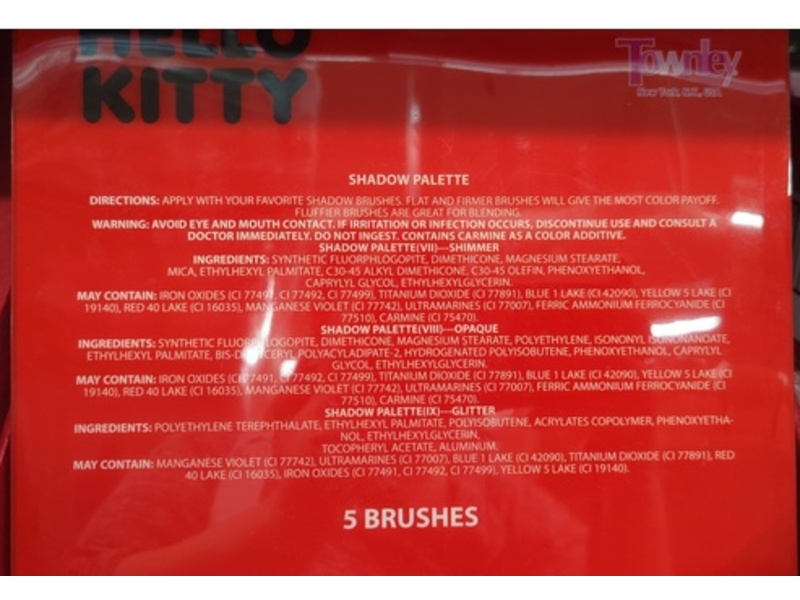 HELLO
KITTY
Townley
New York, N.Y., USA
SHADOW PALETTE
DIRECTIONS: APPLY WITH YOUR FAVORITE SHADOW BRUSHES. FLAT AND FIRMER BRUSHES WILL GIVE THE MOST COLOR PAYOFF.
FLUFFIER BRUSHES ARE GREAT FOR BLENDING.
WARNING: AVOID EYE AND MOUTH CONTACT. IF IRRITATION OR INFECTION OCCURS, DISCONTINUE USE AND CONSULT A
DOCTOR IMMEDIATELY. DO NOT INGEST. CONTAINS CARMINE AS A COLOR ADDITIVE.
SHADOW PALETTE(VII)—SHIMMER
INGREDIENTS: SYNTHETIC FLUORPHLOGOPITE, DIMETHICONE, MAGNESIUM STEARATE,
MICA, ETHYLHEXYL PALMITATE, C30-45 ALKYL DIMETHICONE, C30-45 OLEFIN, PHENOXYETHANOL,
CAPRYLYL GLYCOL, ETHYLHEXYLGLYCERIN.
MAY CONTAIN: IRON OXIDES (CI 77491, CI 77492, CI 77499), TITANIUM DIOXIDE (CI 77891), BLUE 1 LAKE (CI 42090), YELLOW 5 LAKE (CI
19140), RED 40 LAKE (CI 16035), MANGANESE VIOLET (CI 77742), ULTRAMARINES (CI 77007), FERRIC AMMONIUM FERROCYANIDE (CI
77510), CARMINE (CI 75470).
SHADOW PALETTE(VIII)—OPAQUE
INGREDIENTS: SYNTHETIC FLUORPHLOGOPITE, DIMETHICONE, MAGNESIUM STEARATE, POLYETHYLENE, ISONONYL ISONONANOATE,
ETHYLHEXYL PALMITATE, POLYACYLADIPATE-2, HYDROGENATED POLYISOBUTENE, PHENOXYETHANOL, CAPRYLYL
GLYCOL, ETHYLHEXYLGLYCERIN.
MAY CONTAIN: IRON OXIDES (CI 77491, CI 77492, CI 77499), TITANIUM DIOXIDE (CI 77891), BLUE 1 LAKE (CI 42090), YELLOW 5 LAKE (CI
19140), RED 40 LAKE (CI 16035), MANGANESE VIOLET (CI 77742), ULTRAMARINES (CI 77007), FERRIC AMMONIUM FERROCYANIDE (CI
77510), CARMINE (CI 75470).
SHADOW PALETTE(IX)—GLITTER
INGREDIENTS: POLYETHYLENE TEREPHTHALATE, ETHYLHEXYL PALMITATE, POLYISOBUTENE, ACRYLATES COPOLYMER, PHENOXYETHA-
NOL, ETHYLHEXYLGLYCERIN,
TOCOPHERYL ACETATE, ALUMINUM.
MAY CONTAIN: MANGANESE VIOLET (CI 77742), ULTRAMARINES (CI 77007), BLUE 1 LAKE (CI 42090), TITANIUM DIOXIDE (CI 77891), RED
40 LAKE (CI 16035), IRON OXIDES (CI 77491, CI 77492, CI 77499), YELLOW 5 LAKE (CI 19140).
5 BRUSHES